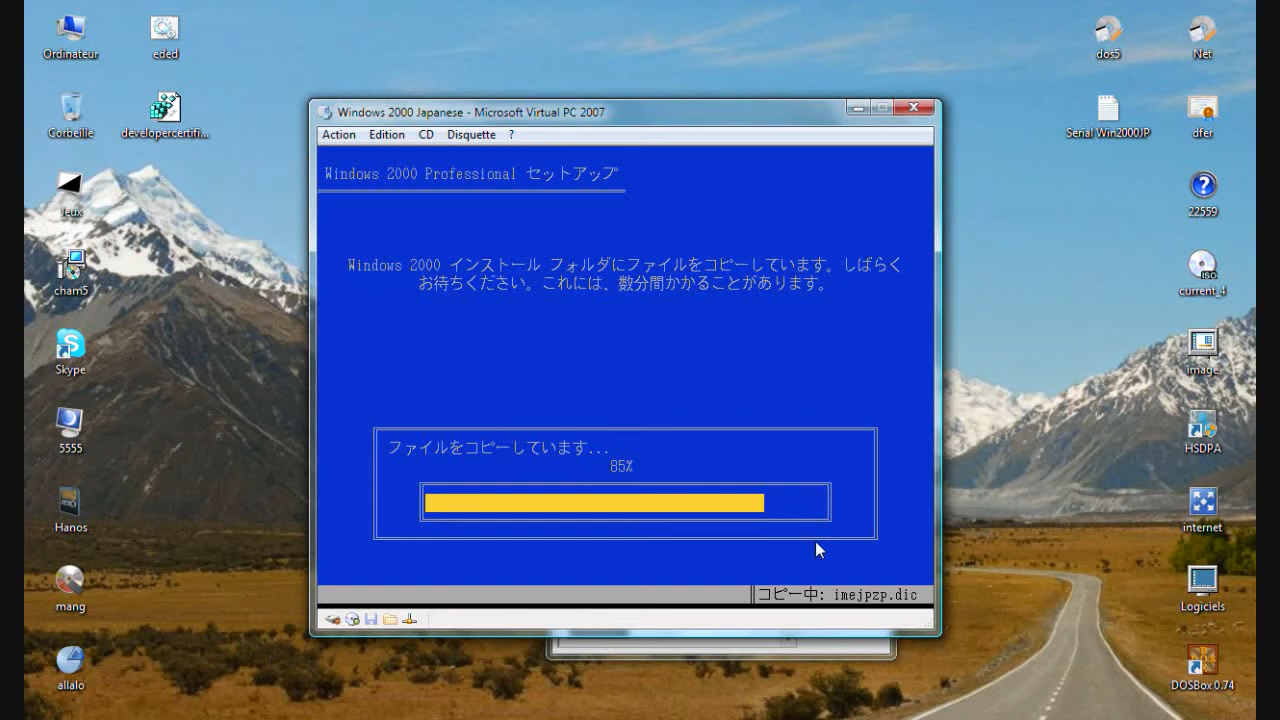 Ordinateur
eded
dos5
Net
Corbeille
developercertifi...
Serial Win2000JP
dfer
Jeux
22559
cham5
ISO
current_4
Skype
image
5555
HSDPA
Hanos
internet
mang
Logiciels
allalo
DOSBox 0.74
Windows 2000 Japanese - Microsoft Virtual PC 2007
Action Edition CD Disquette ?
Windows 2000 Professional セットアップ
Windows 2000 インストール フォルダにファイルをコピーしています。しばらく
お待ちください。これには、数分間かかることがあります。
ファイルをコピーしています...
85%
コピー中: imejpzp.dic